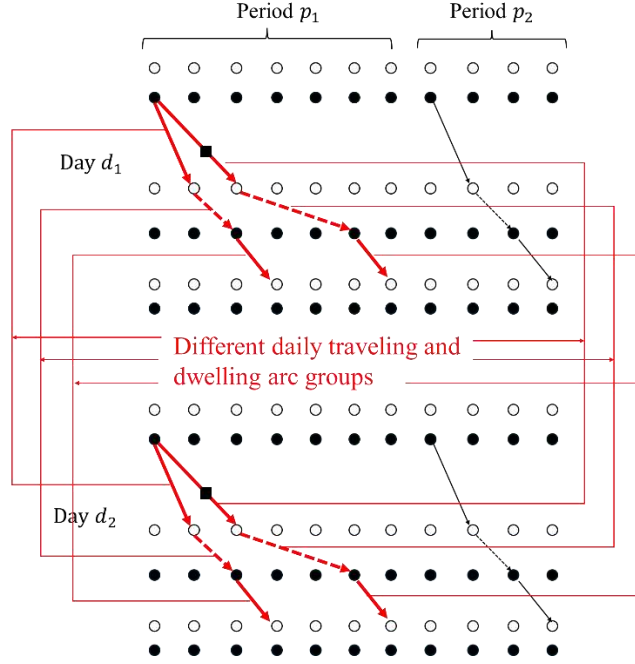 Period p₁
Period p₂
Day d₁
Different daily traveling and
dwelling arc groups
Day d₂